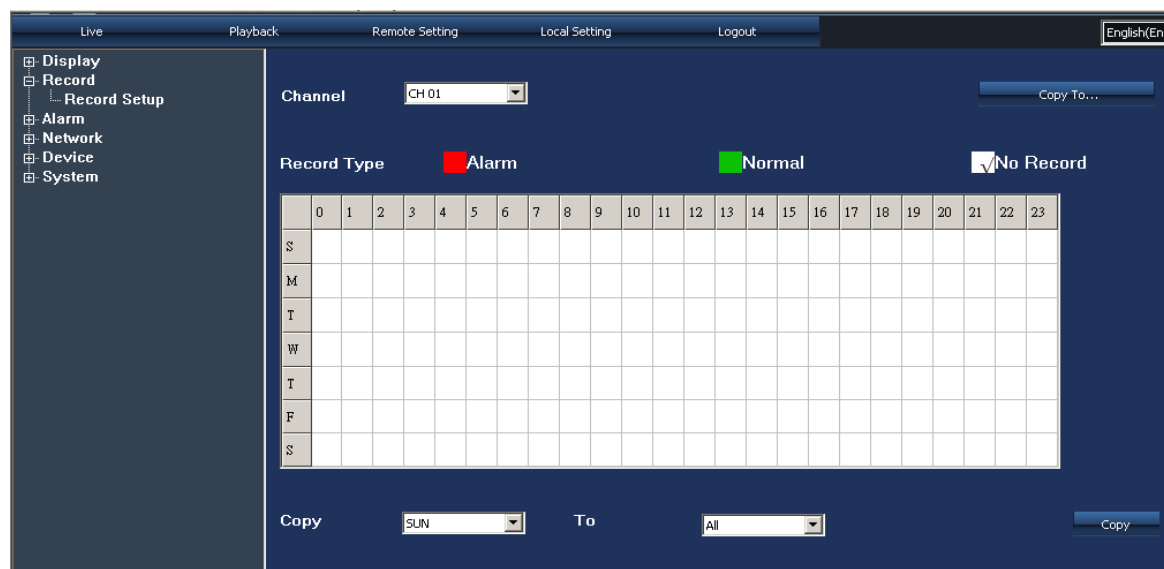 Live Playback Remote Setting Local Setting Logout English(En
Display
Record
Record Setup
Alarm
Network
Device
System
Channel CH 01 Copy To...
Record Type Alarm √ Normal No Record
0 1 2 3 4 5 6 7 8 9 10 11 12 13 14 15 16 17 18 19 20 21 22 23
S
M
T
W
T
F
S
Copy SUN To All Copy